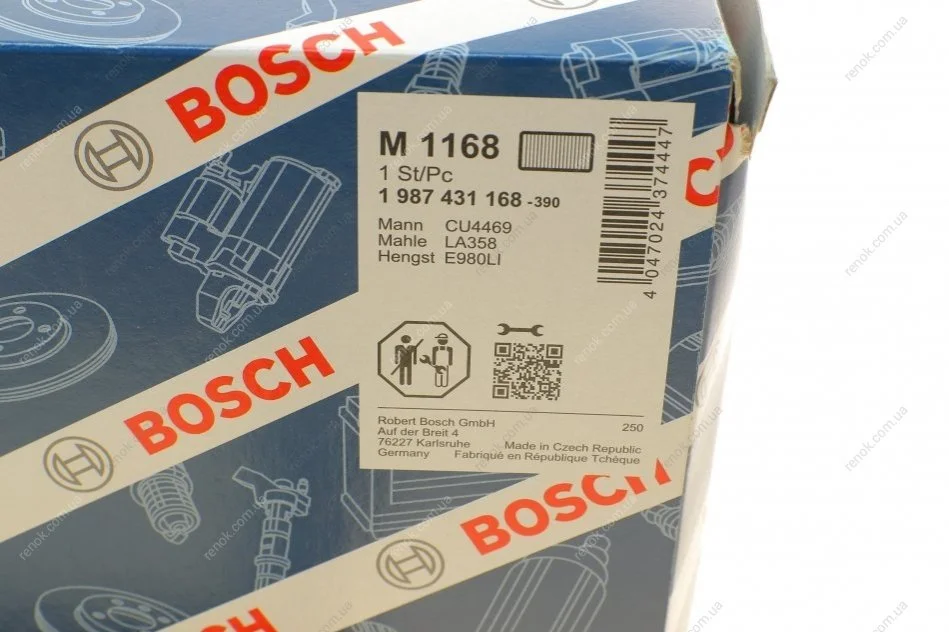 BOSCH
M 1168
1 St/Pc
1 987 431 168 -390
Mann CU4469
Mahle LA358
Hengst E980LI
4 047024 374447
BOSCH
Robert Bosch GmbH 250
Auf der Breit 4
76227 Karlsruhe Made in Czech Republic
Germany Fabriqué en République Tchéque
BOSCH
BOSCH
renok.com.ua